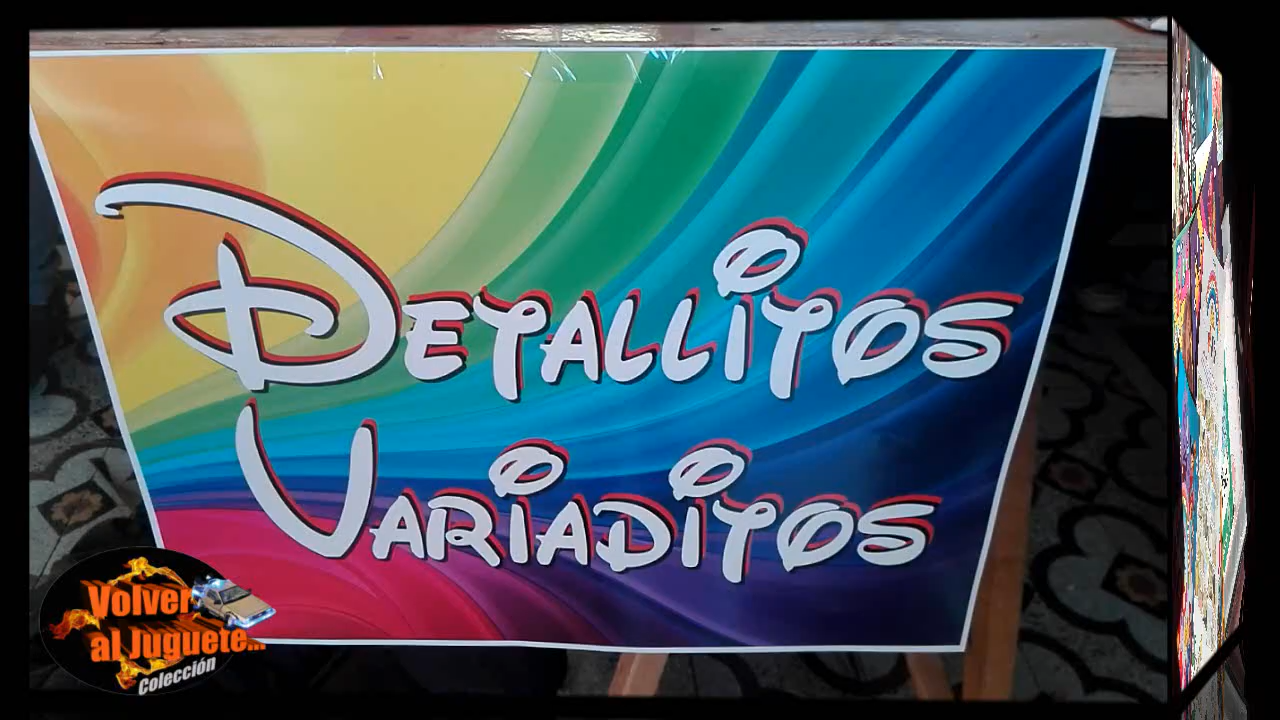 Detallitos
Variaditos
Volver
al Juguete...
Colección